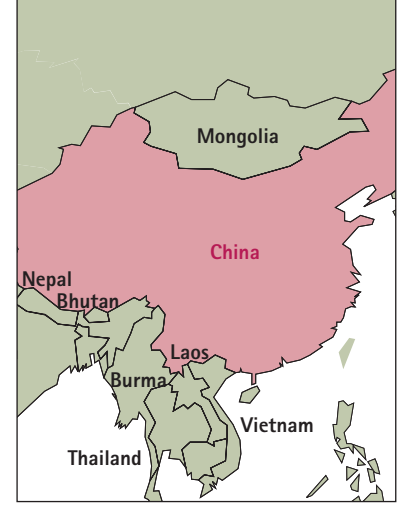 Mongolia
China
Nepal
Bhutan
Laos
Burma
Vietnam
Thailand